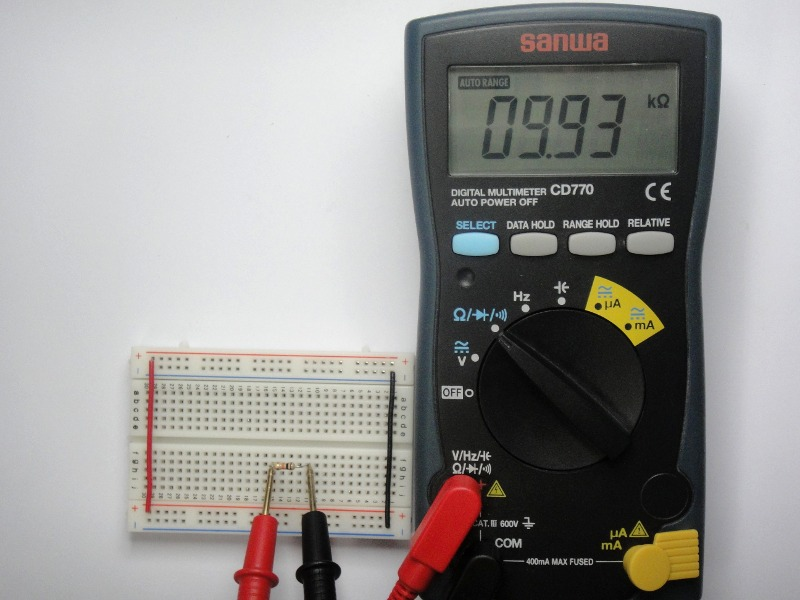 sanwa
AUTO RANGE
09.93 kΩ
DIGITAL MULTIMETER CD770
AUTO POWER OFF
CE
SELECT DATA HOLD RANGE HOLD RELATIVE
Hz
μA
mA
Ω
V
OFF
V/Hz/
Ω/
CAT. III 600V
COM
μA
mA
400mA MAX FUSED
a b c d e
f g h i j
a b c d e
f g h i j